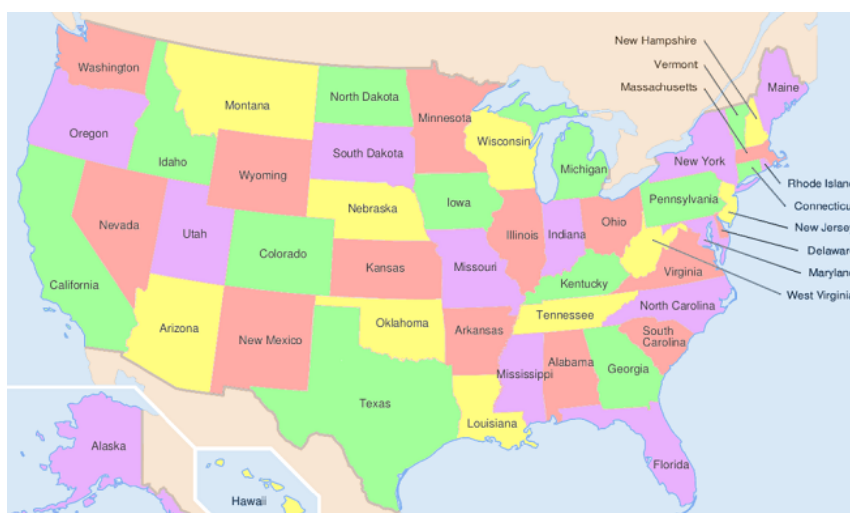 New Hampshire
Vermont
Massachusetts
Washington
Montana
North Dakota
Minnesota
Maine
Oregon
Idaho
Wyoming
South Dakota
Wisconsin
Michigan
New York
Rhode Islan
Connecticu
Nevada
Utah
Colorado
Nebraska
Iowa
Illinois
Indiana
Ohio
Pennsylvania
New Jersey
Delawar
Marylan
West Virgini
California
Kansas
Missouri
Kentucky
Virginia
Arizona
New Mexico
Oklahoma
Arkansas
Tennessee
North Carolina
South
Carolina
Texas
Louisiana
Mississippi
Alabama
Georgia
Florida
Alaska
Hawaii